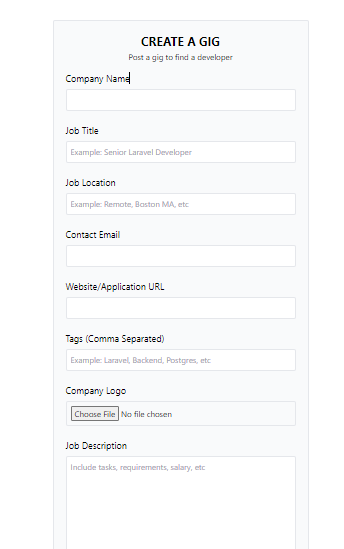 CREATE A GIG
Post a gig to find a developer
Company Name
Job Title
Example: Senior Laravel Developer
Job Location
Example: Remote, Boston MA, etc
Contact Email
Website/Application URL
Tags (Comma Separated)
Example: Laravel, Backend, Postgres, etc
Company Logo
Choose File No file chosen
Job Description
Include tasks, requirements, salary, etc